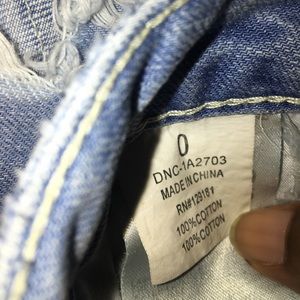 0
DNC-1A2703
MADE IN CHINA
RN#129181
100%COTTON
100%COTTON